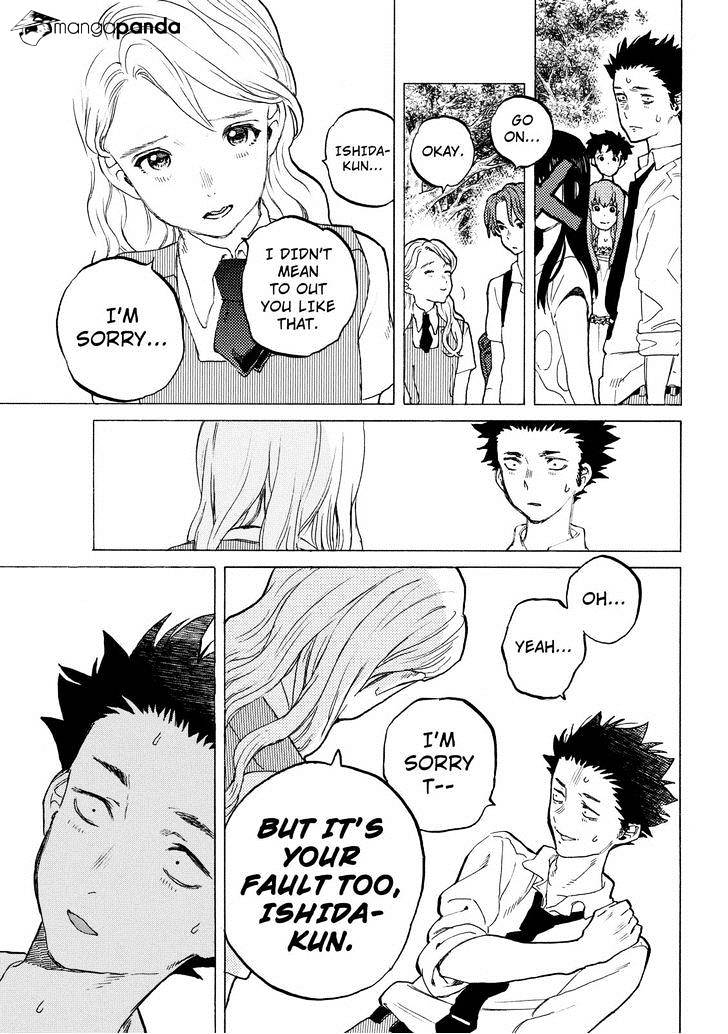 mangapanda
GO
ON...
OKAY.
ISHIDA-
KUN...
I DIDN'T
MEAN
TO OUT
YOU LIKE
THAT.
I'M
SORRY...
OH...
YEAH...
I'M
SORRY
T--
BUT IT'S
YOUR
FAULT TOO,
ISHIDA-
KUN.